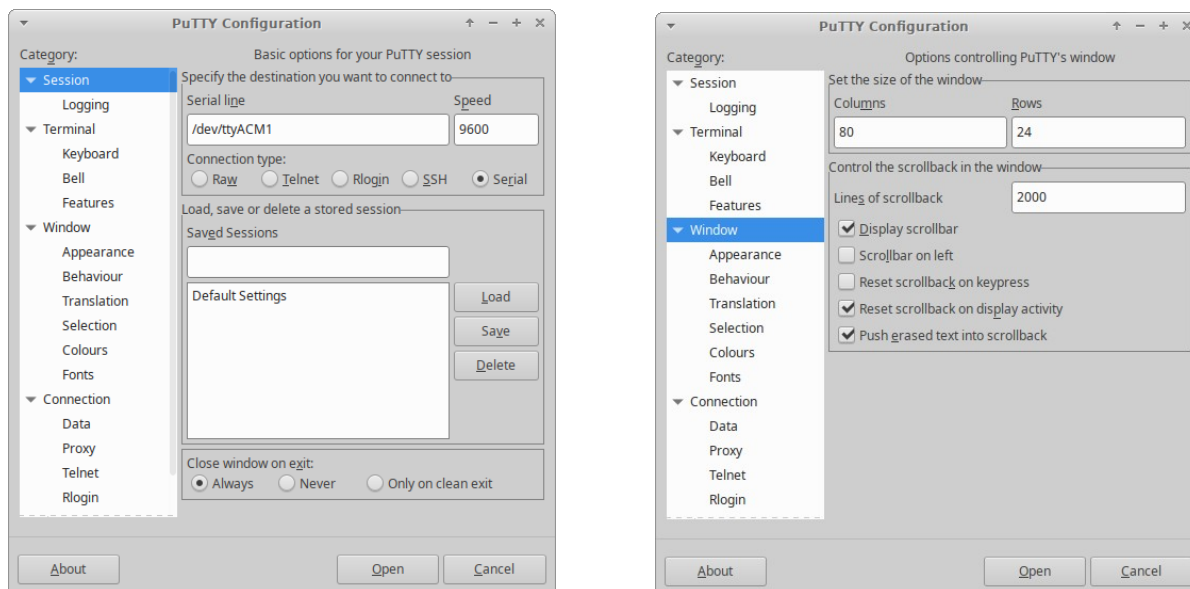 PuTTY Configuration
Category:
Basic options for your PuTTY session
Session
Logging
Terminal
Keyboard
Bell
Features
Window
Appearance
Behaviour
Translation
Selection
Colours
Fonts
Connection
Data
Proxy
Telnet
Rlogin
Specify the destination you want to connect to
Serial line Speed
/dev/ttyACM1 9600
Connection type:
Raw Telnet Rlogin SSH Serial
Load, save or delete a stored session
Saved Sessions
Default Settings
Load
Save
Delete
Close window on exit:
Always Never Only on clean exit
About Open Cancel
PuTTY Configuration
Category:
Options controlling PuTTY's window
Session
Logging
Terminal
Keyboard
Bell
Features
Window
Appearance
Behaviour
Translation
Selection
Colours
Fonts
Connection
Data
Proxy
Telnet
Rlogin
Set the size of the window
Columns Rows
80 24
Control the scrollback in the window
Lines of scrollback 2000
Display scrollbar
Scrollbar on left
Reset scrollback on keypress
Reset scrollback on display activity
Push erased text into scrollback
About Open Cancel